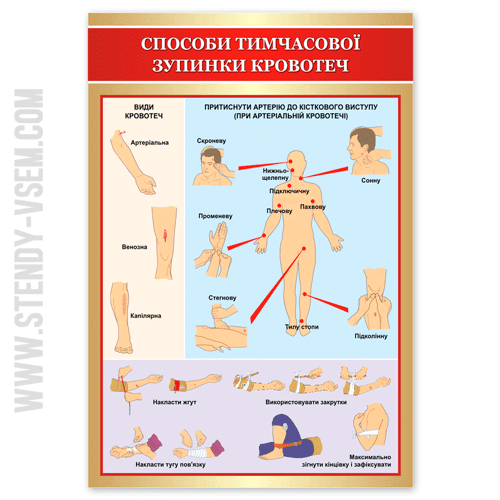 WWW.STENDY-VSEM.COM
СПОСОБИ ТИМЧАСОВОЇ
ЗУПИНКИ КРОВОТЕЧ
ВИДИ
КРОВОТЕЧ
Артеріальна
Венозна
Капілярна
ПРИТИСНУТИ АРТЕРІЮ ДО КІСТКОВОГО ВИСТУПУ
(ПРИ АРТЕРІАЛЬНІЙ КРОВОТЕЧІ)
Скроневу
Нижньо-
щелепну
Сонну
Підключичну
Плечову
Пахвову
Променеву
Стегнову
Типу стопи
Підколінну
Накласти жгут
Використовувати закрутки
Накласти тугу пов'язку
Максимально
зігнути кінцівку і зафіксувати